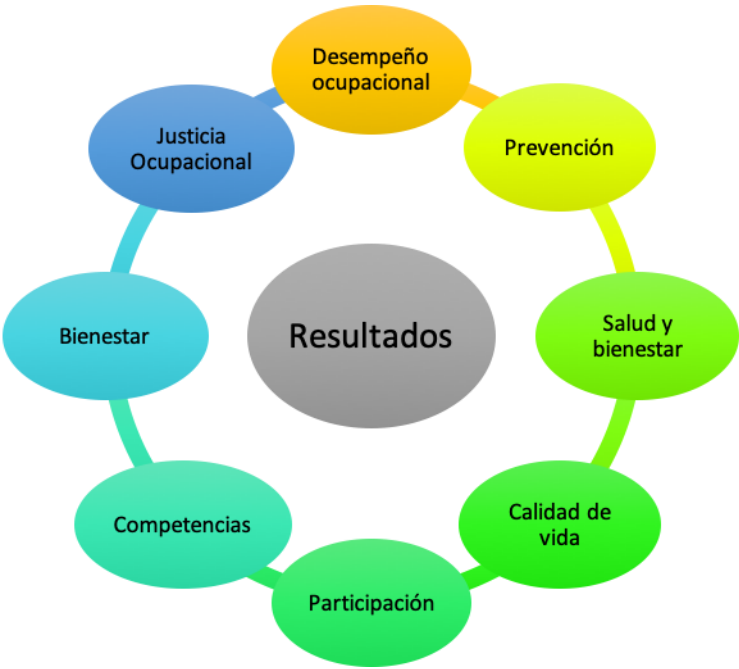 Desempeño
ocupacional
Prevención
Salud y
bienestar
Calidad de
vida
Participación
Competencias
Bienestar
Justicia
Ocupacional
Resultados